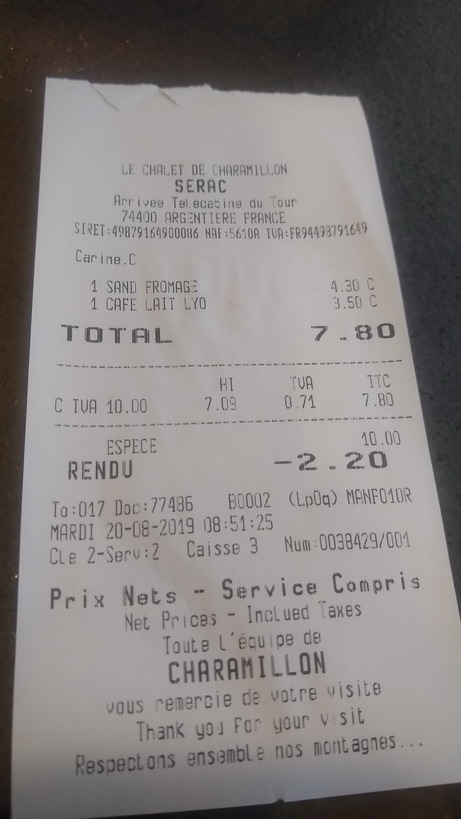 LE CHALET DE CHARAMILLON
SERAC
Arrivee Telecabine du Tour
74400 ARGENTIERE FRANCE
SIRET:49879164900086 NAF:5610A TVA:FR94498791649
Carine.C
1 SAND FROMAGE 4.30 C
1 CAFE LAIT LYO 3.50 C
TOTAL 7.80
HT TVA TTC
C TVA 10.00 7.09 0.71 7.80
ESPECE 10.00
RENDU -2.20
To:017 Doc:77486 B0002 (Lp0q) MANF010R
MARDI 20-08-2019 08:51:25
Cle 2-Serv:2 Caisse 3 Num:0038429/001
Prix Nets - Service Compris
Net Prices - Inclued Taxes
Toute l'équipe de
CHARAMILLON
vous remercie de votre visite
Thank you for your visit
Respectons ensemble nos montagnes...